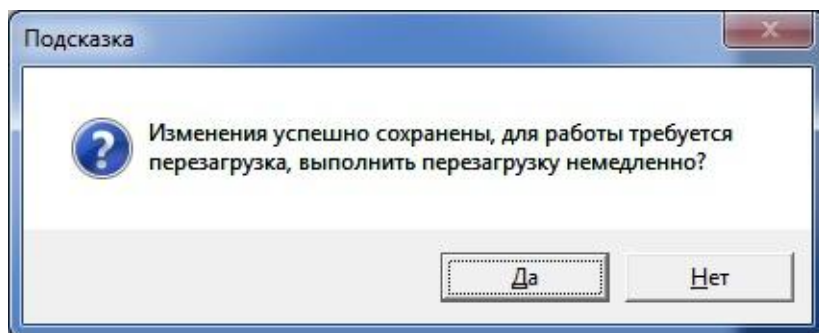 Подсказка
Изменения успешно сохранены, для работы требуется
перезагрузка, выполнить перезагрузку немедленно?
Да
Нет